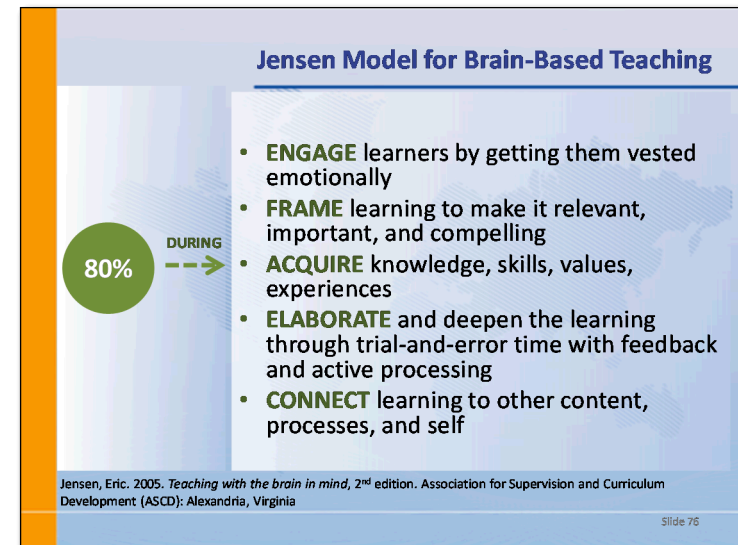 Jensen Model for Brain-Based Teaching
• ENGAGE learners by getting them vested
emotionally
• FRAME learning to make it relevant,
important, and compelling
80%
DURING
• ACQUIRE knowledge, skills, values,
experiences
• ELABORATE and deepen the learning
through trial-and-error time with feedback
and active processing
• CONNECT learning to other content,
processes, and self
Jensen, Eric. 2005. Teaching with the brain in mind, 2nd edition. Association for Supervision and Curriculum
Development (ASCD): Alexandria, Virginia
Slide 76